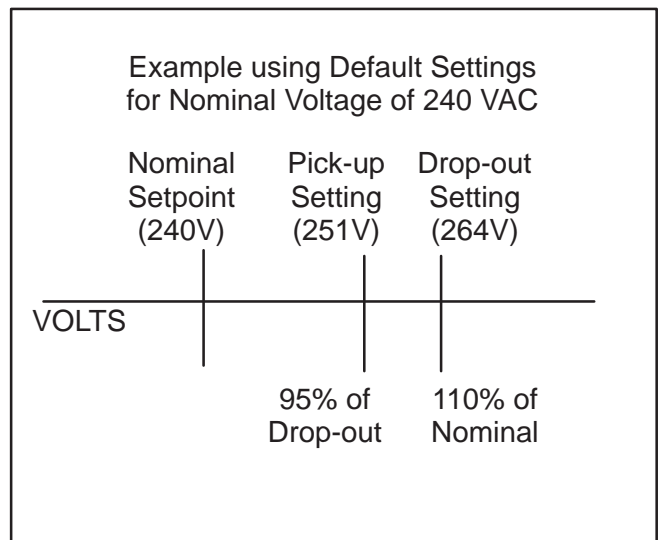 Example using Default Settings
for Nominal Voltage of 240 VAC
Nominal
Setpoint
(240V)
Pick-up
Setting
(251V)
Drop-out
Setting
(264V)
VOLTS
95% of
Drop-out
110% of
Nominal